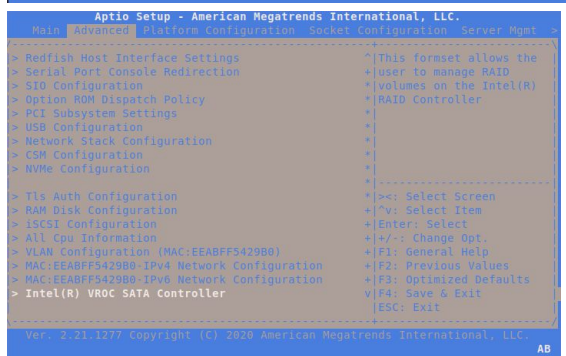 Aptio Setup - American Megatrends International, LLC.
Main Advanced Platform Configuration Socket Configuration Server Mgmt >
/----------------------------------------------------+--------------------------\
|> Redfish Host Interface Settings ^|This formset allows the |
|> Serial Port Console Redirection +|user to manage RAID |
|> SIO Configuration *|volumes on the Intel(R) |
|> Option ROM Dispatch Policy *|RAID Controller |
|> PCI Subsystem Settings *| |
|> USB Configuration *| |
|> Network Stack Configuration *| |
|> CSM Configuration *| |
|> NVMe Configuration *| |
| *|--------------------------|
|> Tls Auth Configuration *|><: Select Screen |
|> RAM Disk Configuration +|^v: Select Item |
|> iSCSI Configuration +|Enter: Select |
|> All Cpu Information +|+/-: Change Opt. |
|> VLAN Configuration (MAC:EEABFF5429B0) +|F1: General Help |
|> MAC:EEABFF5429B0-IPv4 Network Configuration +|F2: Previous Values |
|> MAC:EEABFF5429B0-IPv6 Network Configuration *|F3: Optimized Defaults |
|> Intel(R) VROC SATA Controller v|F4: Save & Exit |
| |ESC: Exit |
\----------------------------------------------------+--------------------------/
Ver. 2.21.1277 Copyright (C) 2020 American Megatrends International, LLC.
AB